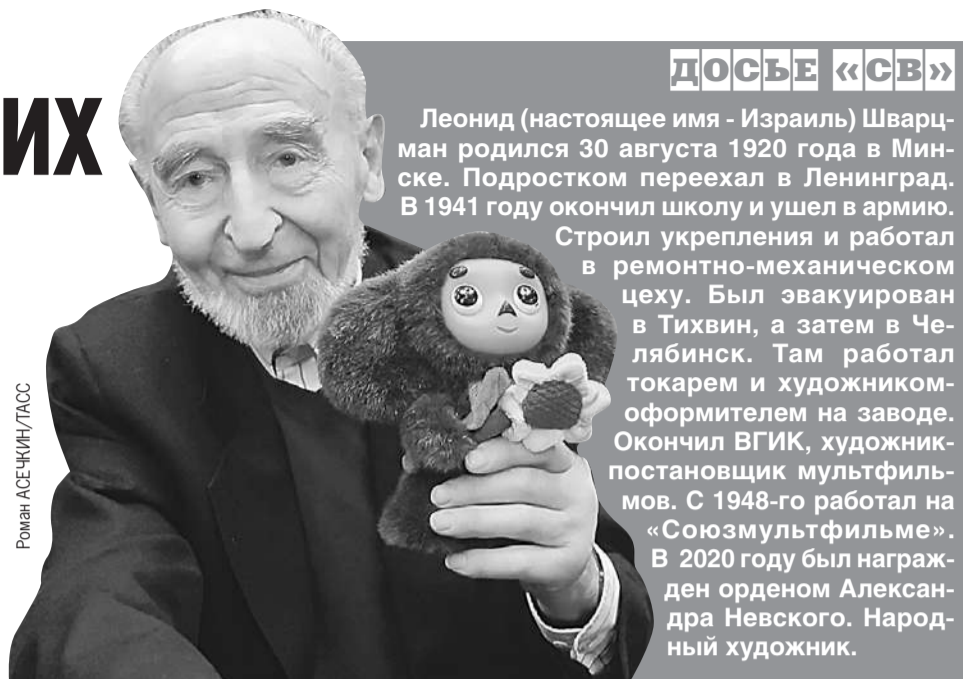 ИХ
ДОСЬЕ «СВ»
Леонид (настоящее имя - Израиль) Шварц-
ман родился 30 августа 1920 года в Мин-
ске. Подростком переехал в Ленинград.
В 1941 году окончил школу и ушел в армию.
Строил укрепления и работал
в ремонтно-механическом
цеху. Был эвакуирован
в Тихвин, а затем в Че-
лябинск. Там работал
токарем и художником-
оформителем на заводе.
Окончил ВГИК, художник-
постановщик мультфиль-
мов. С 1948-го работал на
«Союзмультфильме».
В 2020 году был награж-
ден орденом Алексан-
дра Невского. Народ-
ный художник.
Роман АСЕЧКИН/ТАСС